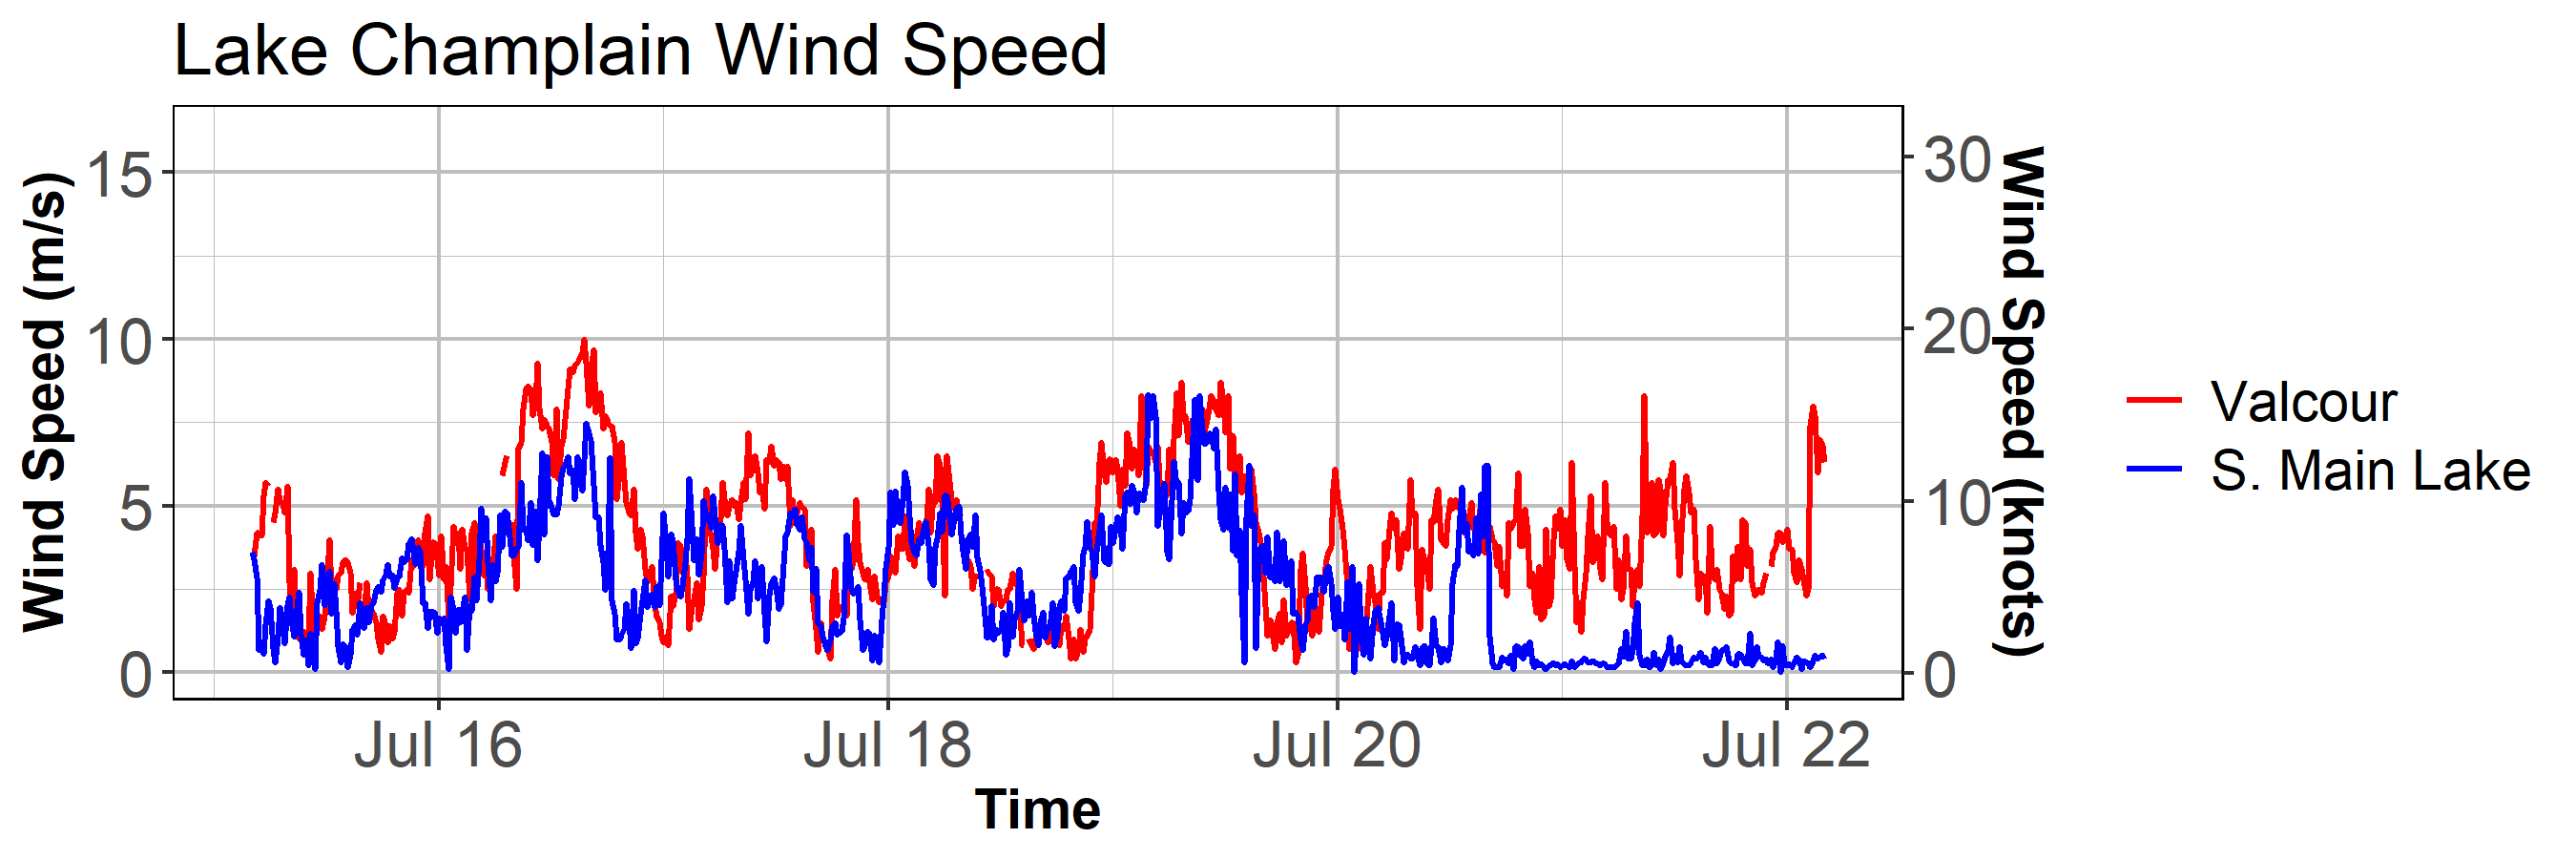 Lake Champlain Wind Speed
Wind Speed (m/s)
15
10
5
0
30
20
10
0
Wind Speed (knots)
Jul 16
Jul 18
Jul 20
Jul 22
Time
Valcour
S. Main Lake